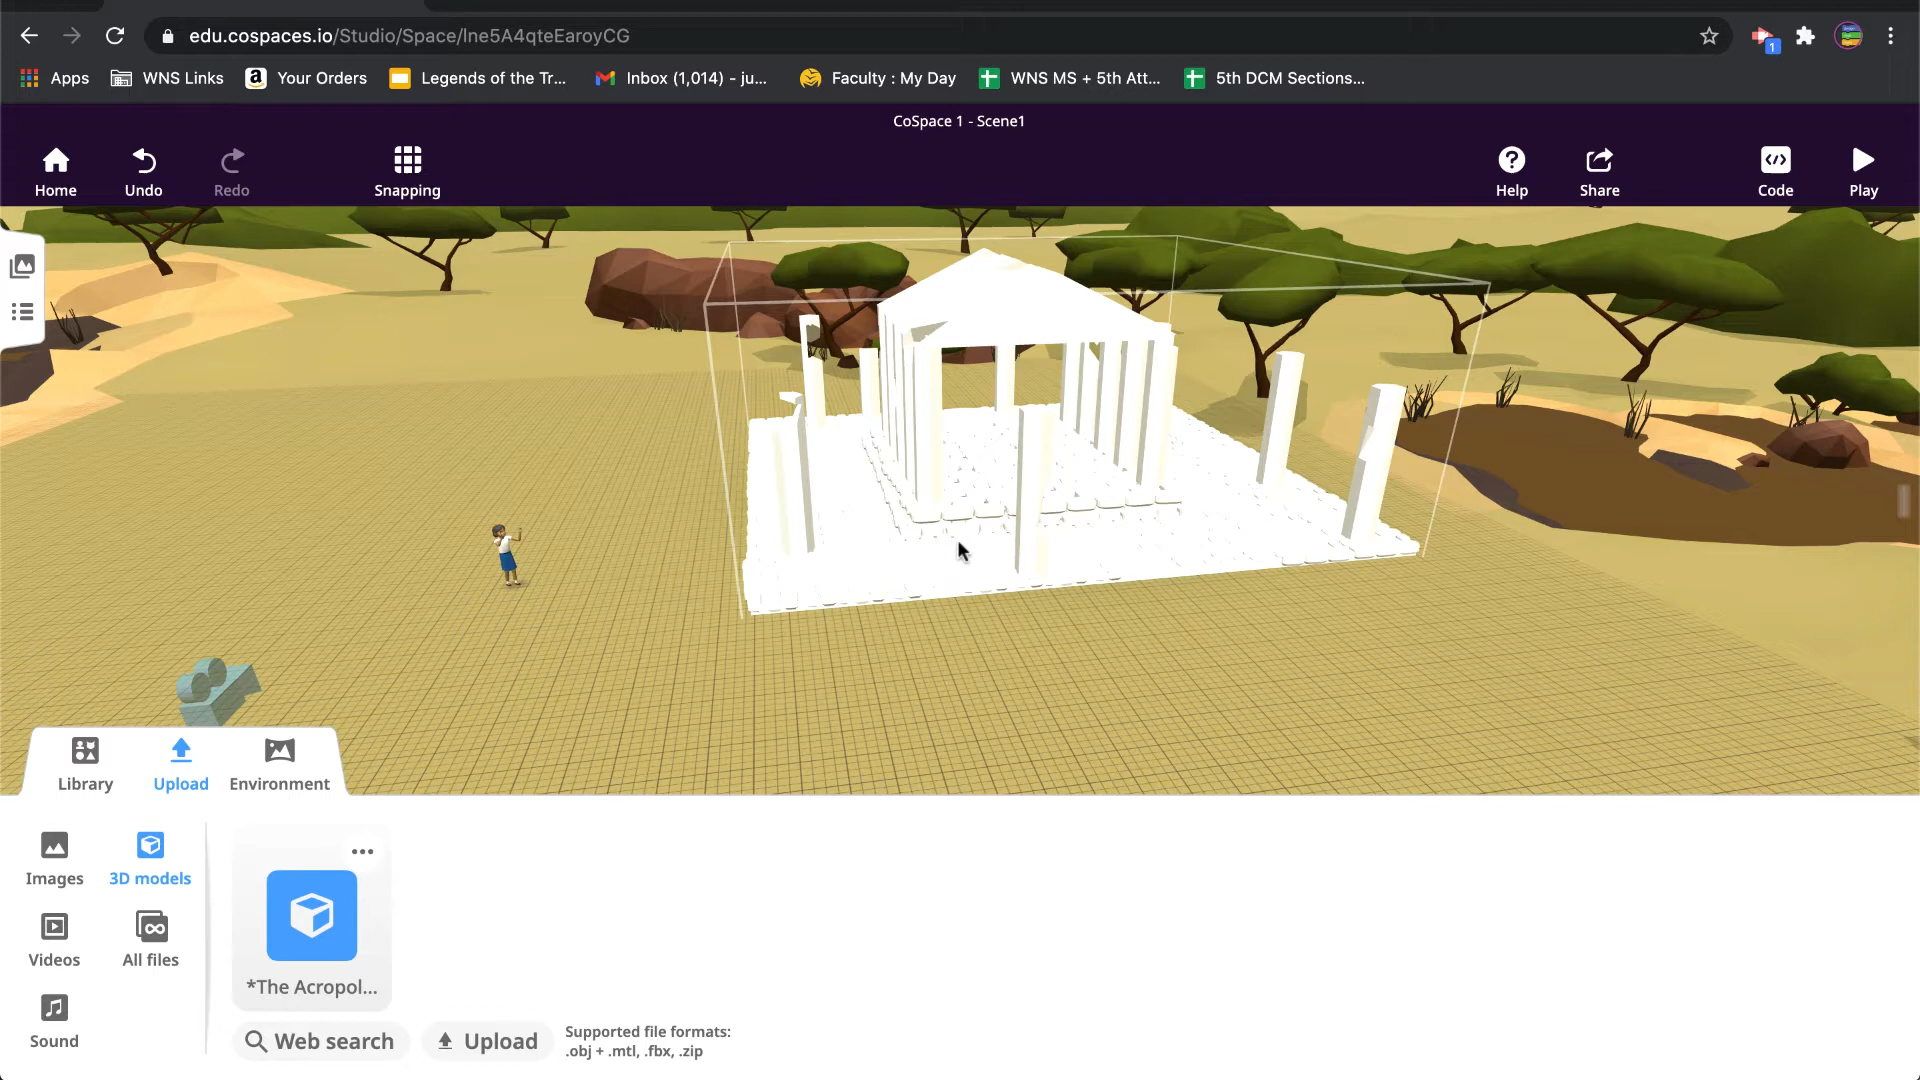 edu.cospaces.io/Studio/Space/lne5A4qteEaroyCG
1
Apps
WNS Links
Your Orders
Legends of the Tr...
Inbox (1,014) - ju...
Faculty : My Day
WNS MS + 5th Att...
5th DCM Sections...
CoSpace 1 - Scene1
Home
Undo
Redo
Snapping
Help
Share
Code
Play
Library
Upload
Environment
Images
3D models
Videos
All files
Sound
*The Acropol...
Web search
Upload
Supported file formats:
.obj + .mtl, .fbx, .zip